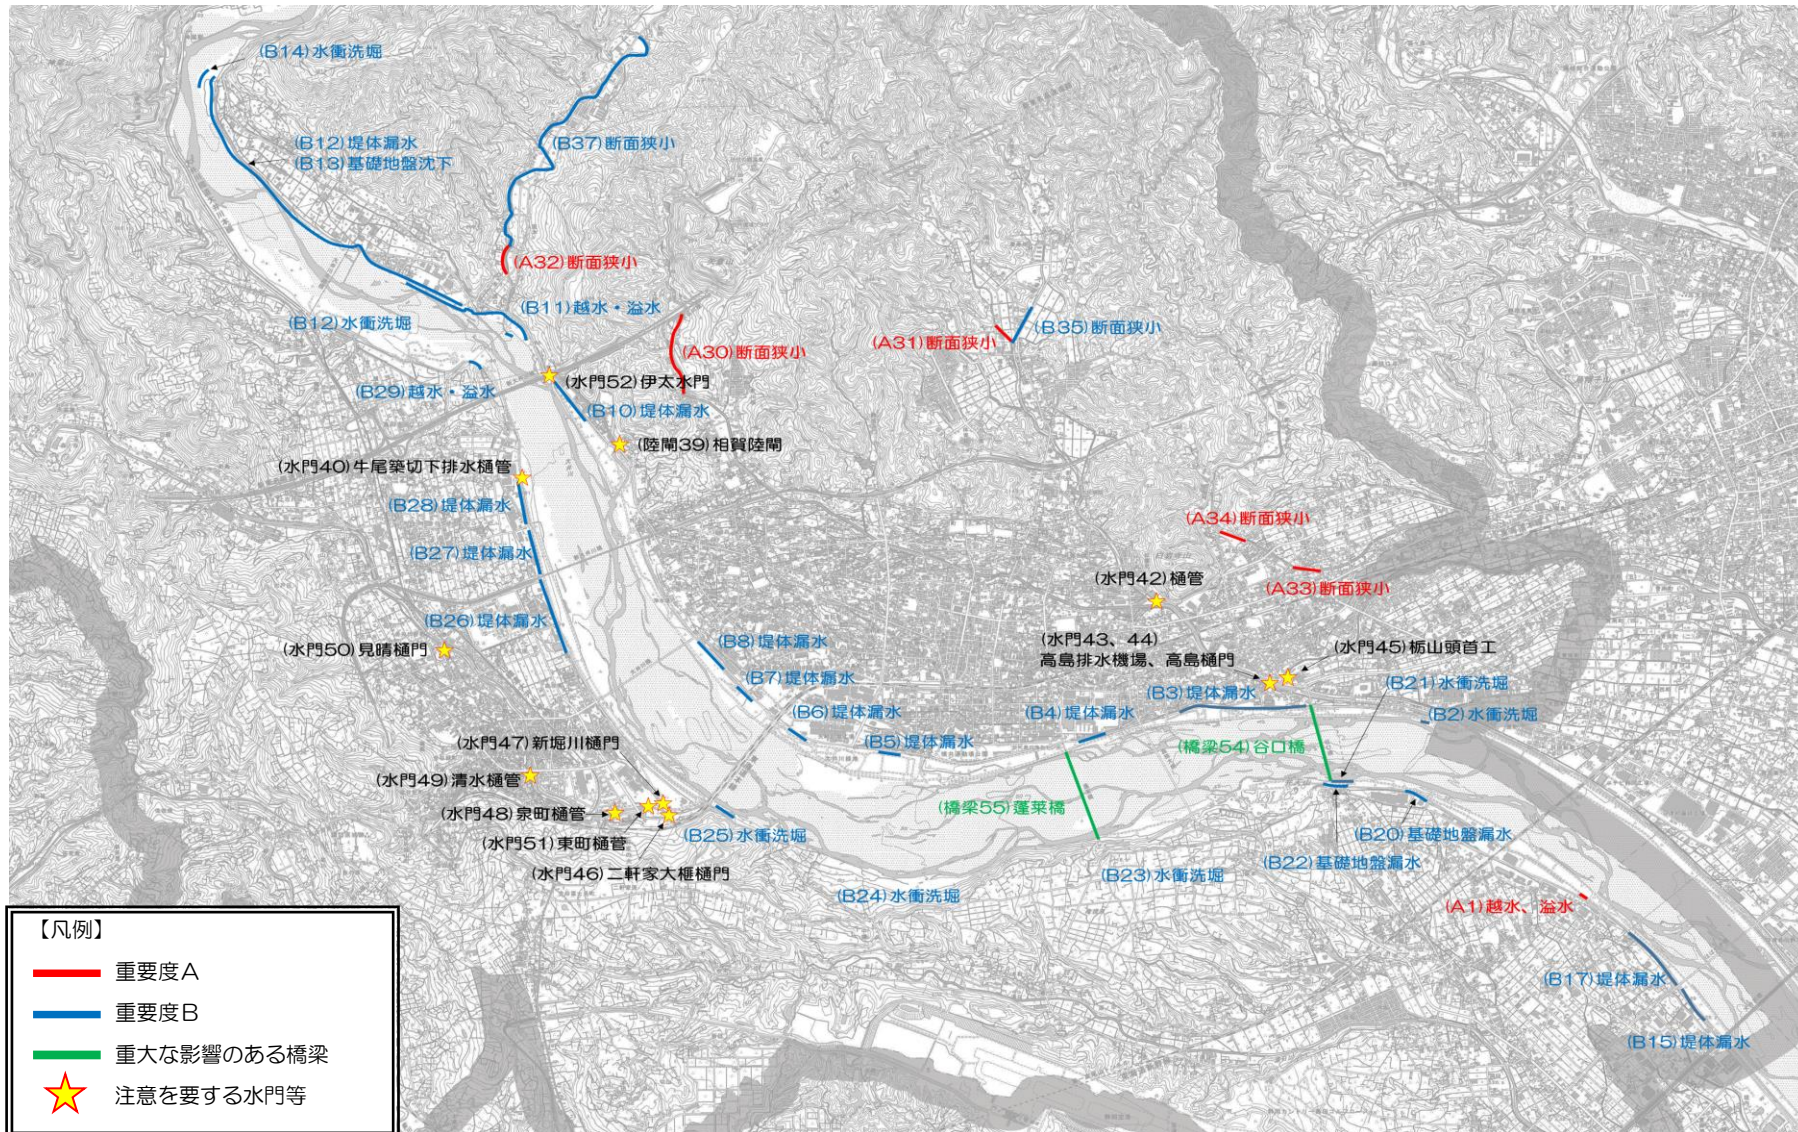 (B14)水衝洗堀
(B12)堤体漏水
(B13)基礎地盤沈下
(B37)断面狭小
(A32)断面狭小
(B11)越水・溢水
(B12)水衝洗堀
(A30)断面狭小
(A31)断面狭小
(B35)断面狭小
(B29)越水・溢水
(水門52)伊太水門
(B10)堤体漏水
(陸閘39)相賀陸閘
(水門40)牛尾築切下排水樋管
(B28)堤体漏水
(B27)堤体漏水
(B26)堤体漏水
(水門50)見晴樋門
(A34)断面狭小
(A33)断面狭小
(水門42)樋管
(水門43、44)
高島排水機場、高島樋門
(水門45)栃山頭首工
(B21)水衝洗堀
(B8)堤体漏水
(B7)堤体漏水
(B6)堤体漏水
(B5)堤体漏水
(B4)堤体漏水
(B3)堤体漏水
(B2)水衝洗堀
(橋梁54)谷口橋
(橋梁55)蓬莱橋
(水門47)新堀川樋門
(水門49)清水樋管
(水門48)泉町樋管
(水門51)東町樋菅
(水門46)二軒家大柜樋門
(B25)水衝洗堀
(B24)水衝洗堀
(B23)水衝洗堀
(B20)基礎地盤漏水
(B22)基礎地盤漏水
(A1)越水、溢水
(B17)堤体漏水
(B15)堤体漏水
【凡例】
重要度A
重要度B
重大な影響のある橋梁
注意を要する水門等